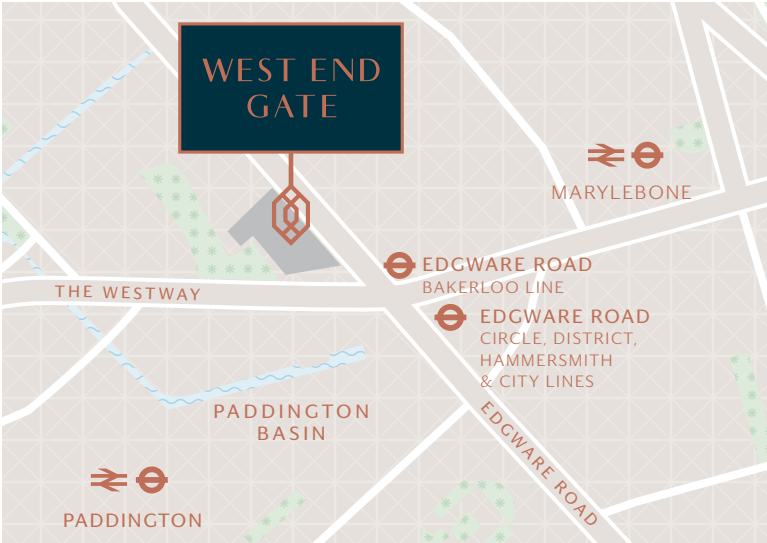 WEST END
GATE
MARYLEBONE
EDGWARE ROAD
BAKERLOO LINE
THE WESTWAY
EDGWARE ROAD
CIRCLE, DISTRICT,
HAMMERSMITH
& CITY LINES
PADDINGTON
BASIN
EDGWARE ROAD
PADDINGTON